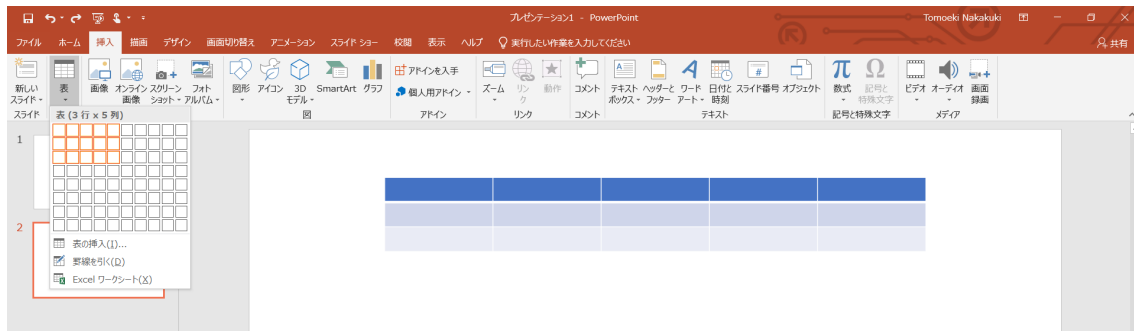 プレゼンテーション1 - PowerPoint
Tomoeki Nakakuki
ファイル ホーム 挿入 描画 デザイン 画面切り替え アニメーション スライド ショー 校閲 表示 ヘルプ 実行したい作業を入力してください
共有
新しい スライド
表
画像
オンライン 画像
スクリーン ショット
フォト アルバム
図形
アイコン
3D モデル
SmartArt
グラフ
アドインを入手
個人用アドイン
ズーム
リンク
動作
コメント
テキスト ボックス
ヘッダーと フッター
ワード アート
日付と 時刻
スライド番号
オブジェクト
数式
記号と 特殊文字
ビデオ
オーディオ
画面 録画
スライド
図
アドイン
リンク
コメント
テキスト
記号と特殊文字
メディア
表 (3 行 x 5 列)
表の挿入(I)...
罫線を引く(D)
Excel ワークシート(X)
1
2